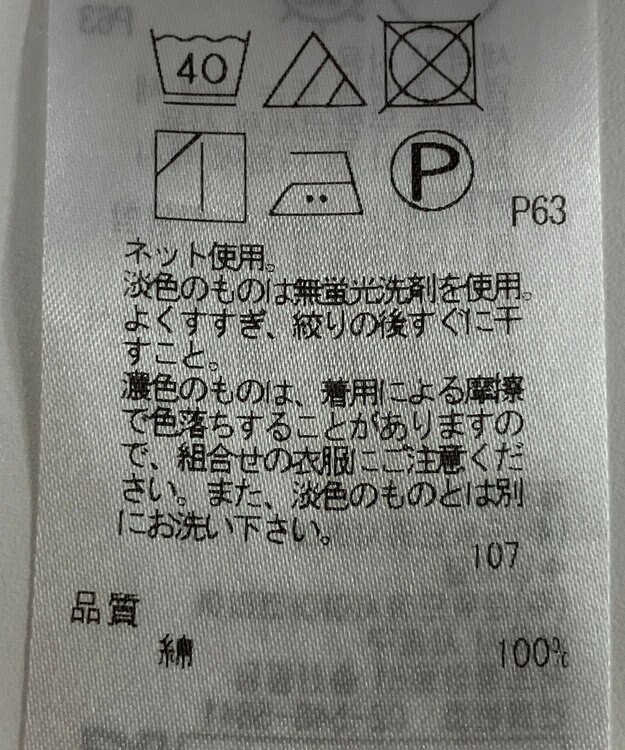 40
P
P63
ネット使用。
淡色のものは無蛍光洗剤を使用。
よくすすぎ、絞りの後すぐに干
すこと。
濃色のものは、着用による摩擦
で色落ちすることがありますの
で、組合せの衣服にご注意くだ
さい。また、淡色のものとは別
にお洗い下さい。
107
品質
綿 100%